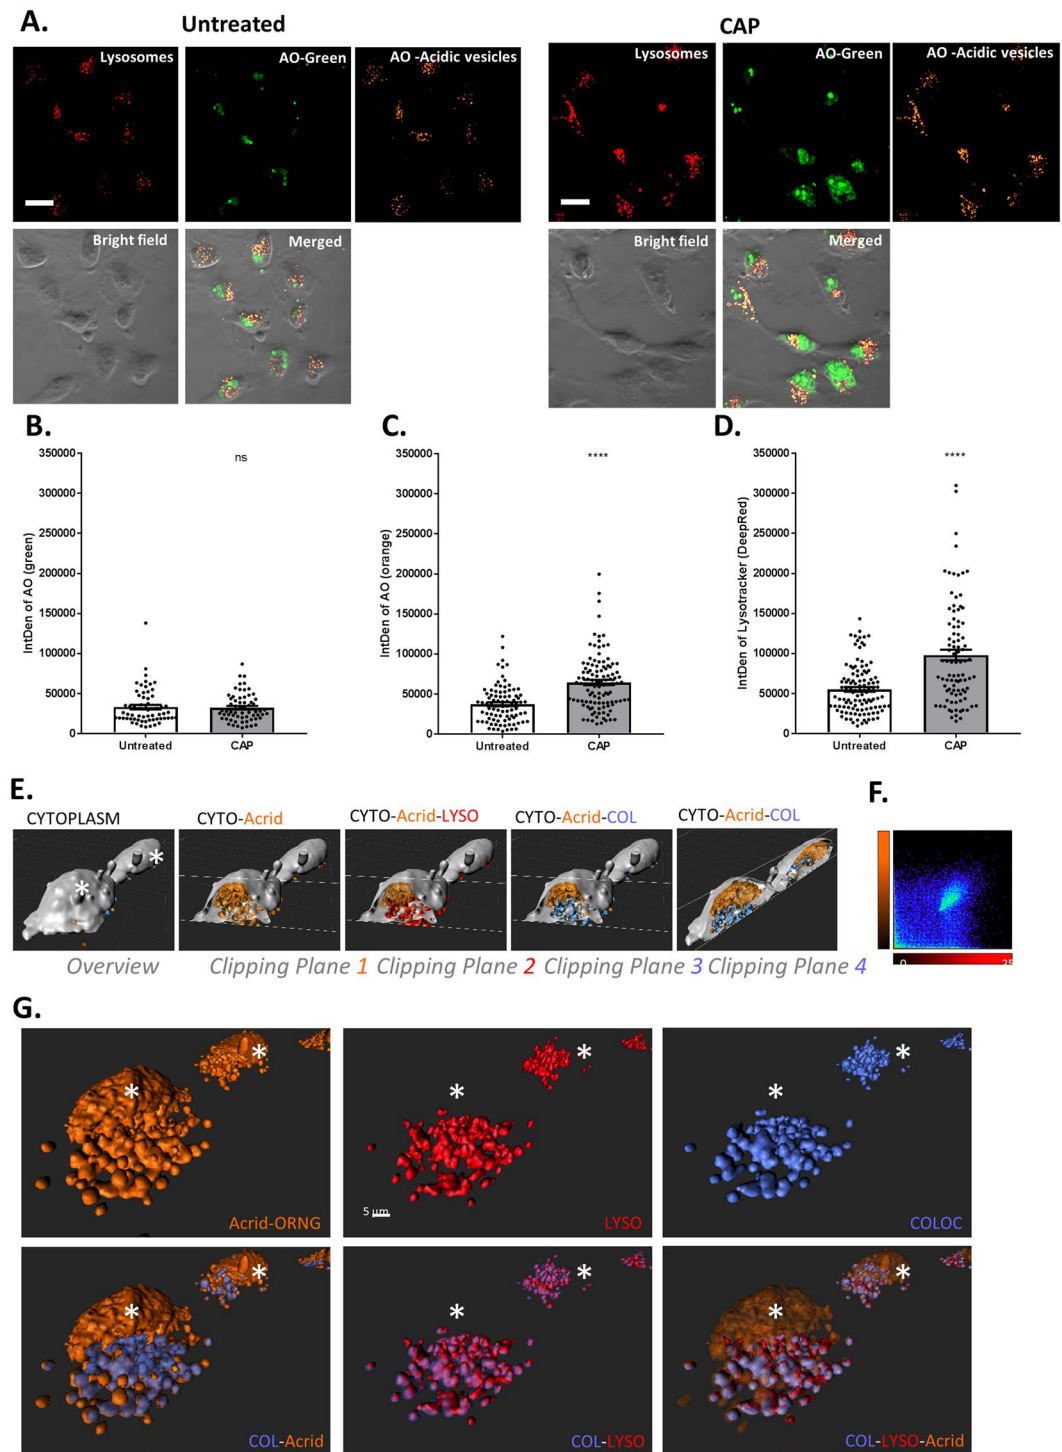 A.
Untreated
CAP
Lysosomes
AO-Green
AO -Acidic vesicles
Lysosomes
AO-Green
AO -Acidic vesicles
Bright field
Merged
Bright field
Merged
B.
C.
D.
IntDen of AO (green)
350000
300000
250000
200000
150000
100000
50000
0
ns
Untreated
CAP
IntDen of AO (orange)
350000
300000
250000
200000
150000
100000
50000
0
****
Untreated
CAP
IntDen of Lysotracker (DeepRed)
350000
300000
250000
200000
150000
100000
50000
0
****
Untreated
CAP
E.
F.
CYTOPLASM
CYTO-Acrid
CYTO-Acrid-LYSO
CYTO-Acrid-COL
CYTO-Acrid-COL
* *
Overview
Clipping Plane 1
Clipping Plane 2
Clipping Plane 3
Clipping Plane 4
0
G.
* *
Acrid-ORNG
* *
5 µm
LYSO
* *
COLOC
* *
COL-Acrid
* *
COL-LYSO
* *
COL-LYSO-Acrid